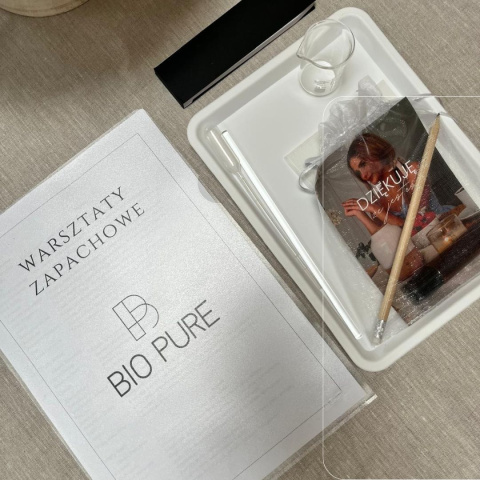 WARSZTATY
ZAPACHOWE
BIO PURE
DZIĘKUJĘ